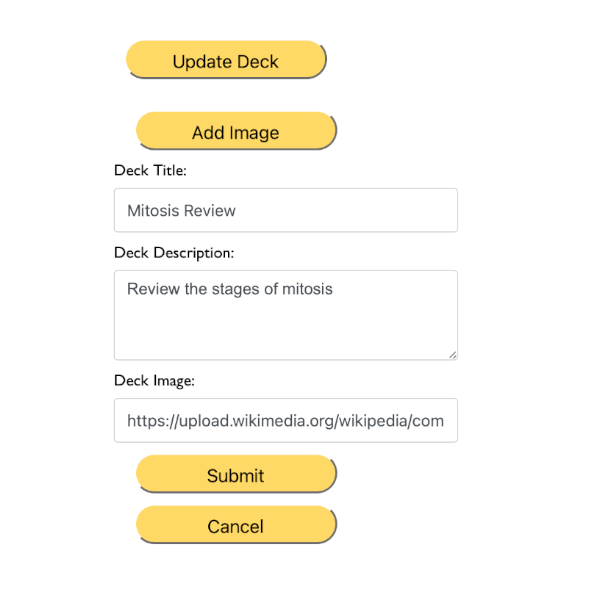 Update Deck
Add Image
Deck Title:
Mitosis Review
Deck Description:
Review the stages of mitosis
Deck Image:
https://upload.wikimedia.org/wikipedia/com
Submit
Cancel